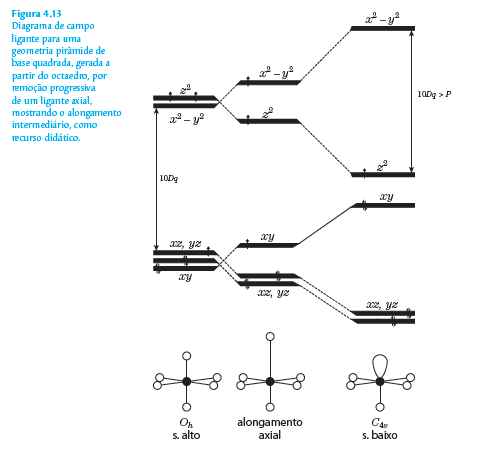 Figura 4.13
Diagrama de campo
ligante para uma
geometria pirâmide de
base quadrada, gerada a
partir do octaedro, por
remoção progressiva
de um ligante axial,
mostrando o alongamento
intermediário, como
recurso didático.
x² − y²
x² − y²
z²
10Dq > P
z²
x² − y²
z²
10Dq
xy
xy
xz, yz
xy
xz, yz
xz, yz
O_h
s. alto
alongamento
axial
C_4v
s. baixo